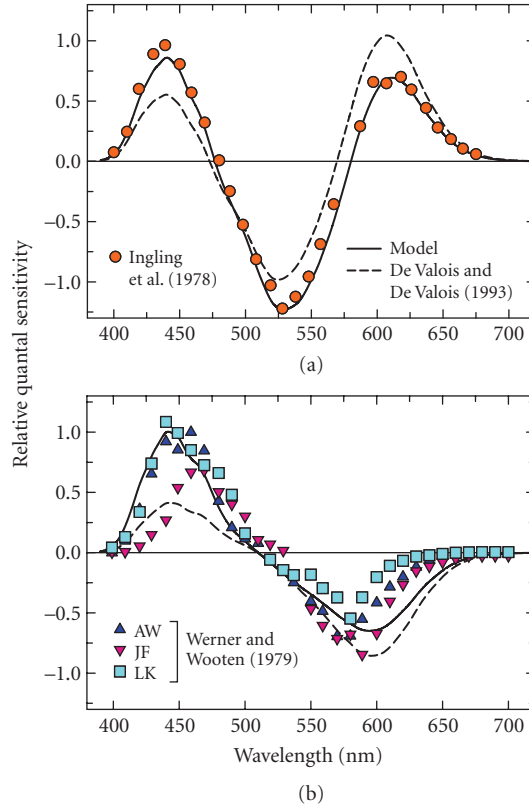 Relative quantal sensitivity
1.0
0.5
0.0
−0.5
−1.0
Ingling
et al. (1978)
Model
De Valois and
De Valois (1993)
400 450 500 550 600 650 700
(a)
1.0
0.5
0.0
−0.5
−1.0
AW
JF
LK
Werner and
Wooten (1979)
400 450 500 550 600 650 700
Wavelength (nm)
(b)